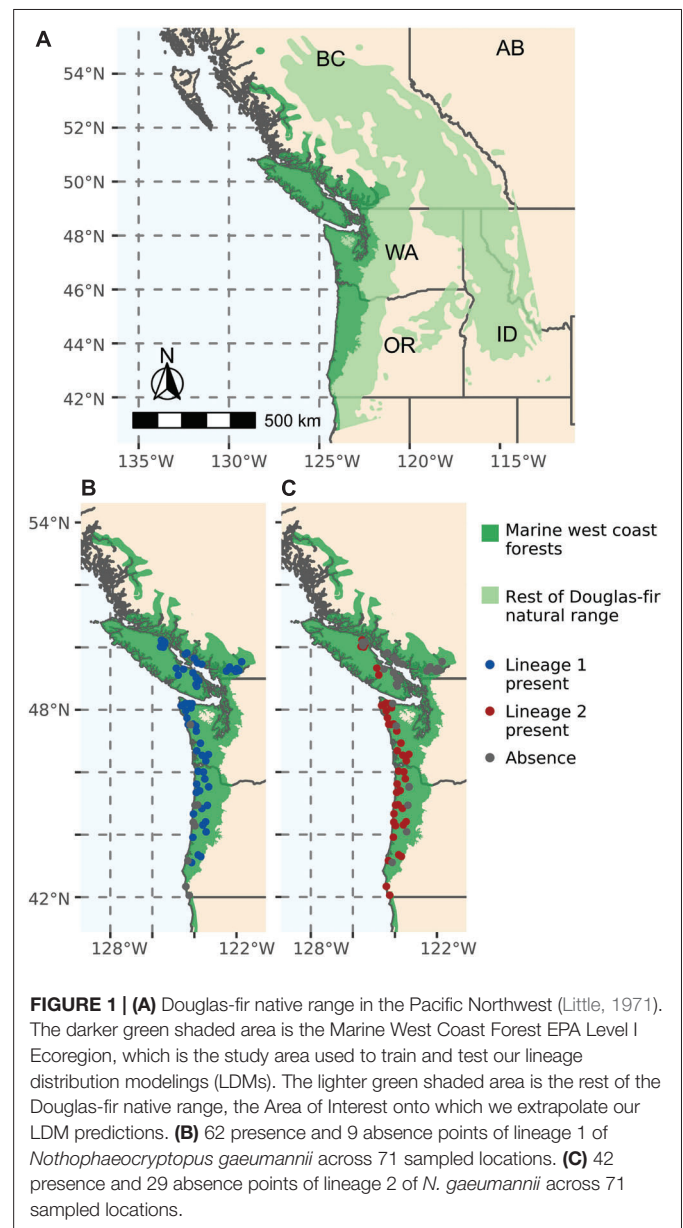 A
54°N
52°N
50°N
48°N
46°N
44°N
42°N
BC
AB
WA
OR
ID
N
500 km
135°W 130°W 125°W 120°W 115°W
B
C
54°N
48°N
42°N
128°W 122°W
128°W 122°W
Marine west coast
forests
Rest of Douglas-fir
natural range
Lineage 1
present
Lineage 2
present
Absence
FIGURE 1 | (A) Douglas-fir native range in the Pacific Northwest (Little, 1971).
The darker green shaded area is the Marine West Coast Forest EPA Level I
Ecoregion, which is the study area used to train and test our lineage
distribution modelings (LDMs). The lighter green shaded area is the rest of the
Douglas-fir native range, the Area of Interest onto which we extrapolate our
LDM predictions. (B) 62 presence and 9 absence points of lineage 1 of
Nothophaeocryptopus gaeumannii across 71 sampled locations. (C) 42
presence and 29 absence points of lineage 2 of N. gaeumannii across 71
sampled locations.